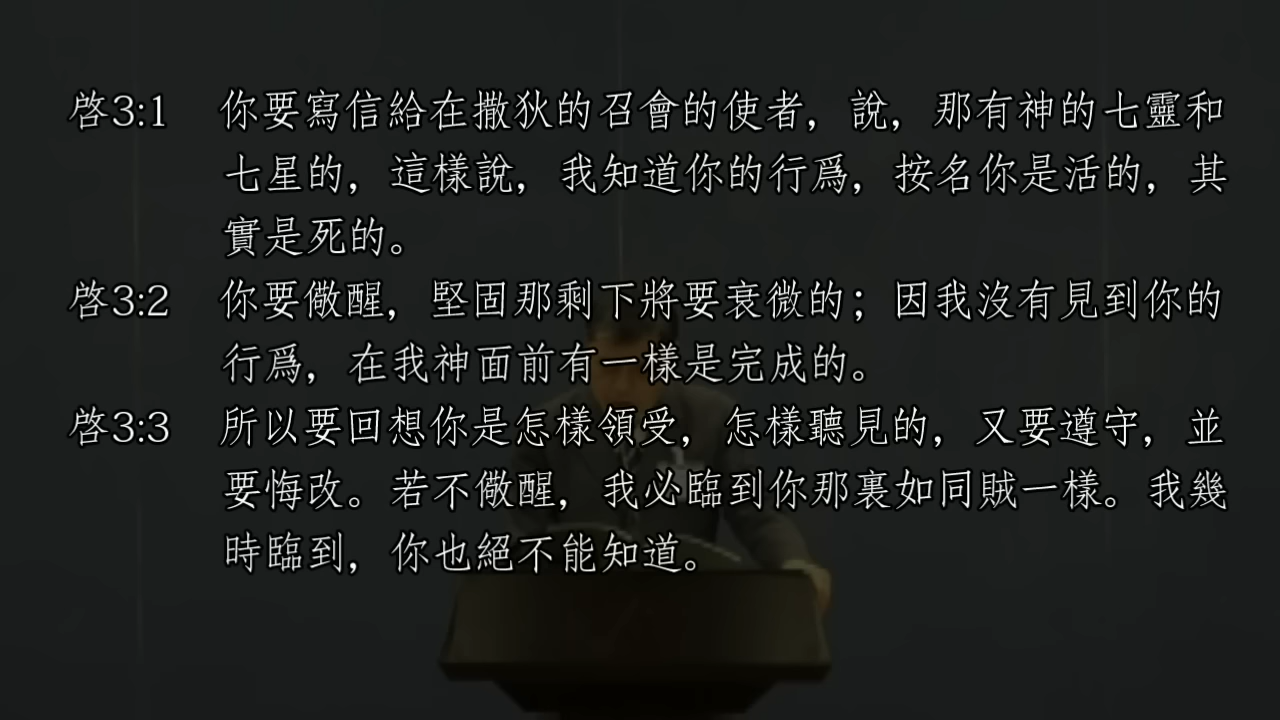 啓3:1 你要寫信給在撒狄的召會的使者，說，那有神的七靈和
七星的，這樣說，我知道你的行爲，按名你是活的，其
實是死的。
啓3:2 你要儆醒，堅固那剩下將要衰微的；因我沒有見到你的
行爲，在我神面前有一樣是完成的。
啓3:3 所以要回想你是怎樣領受，怎樣聽見的，又要遵守，並
要悔改。若不儆醒，我必臨到你那裏如同賊一樣。我幾
時臨到，你也絕不能知道。